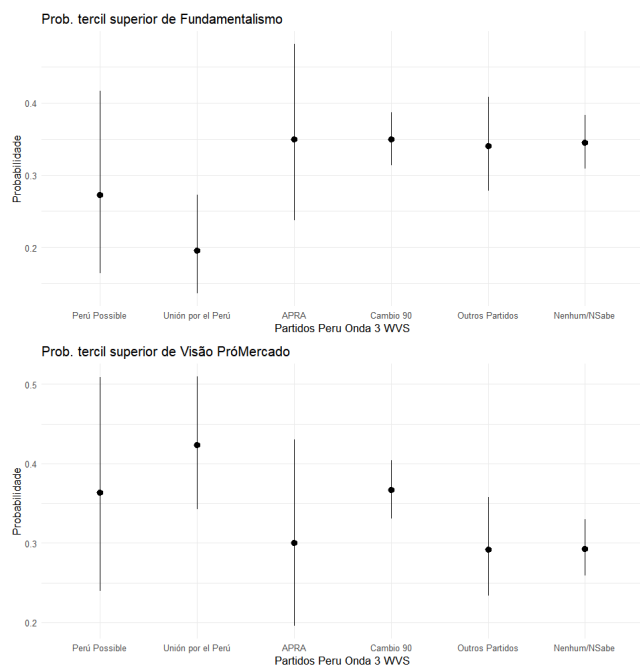 Prob. tercil superior de Fundamentalismo
Probabilidade
0.4
0.3
0.2
Perú Possible Unión por el Perú APRA Cambio 90 Outros Partidos Nenhum/NSabe
Partidos Peru Onda 3 WVS
Prob. tercil superior de Visão PróMercado
Probabilidade
0.5
0.4
0.3
0.2
Perú Possible Unión por el Perú APRA Cambio 90 Outros Partidos Nenhum/NSabe
Partidos Peru Onda 3 WVS